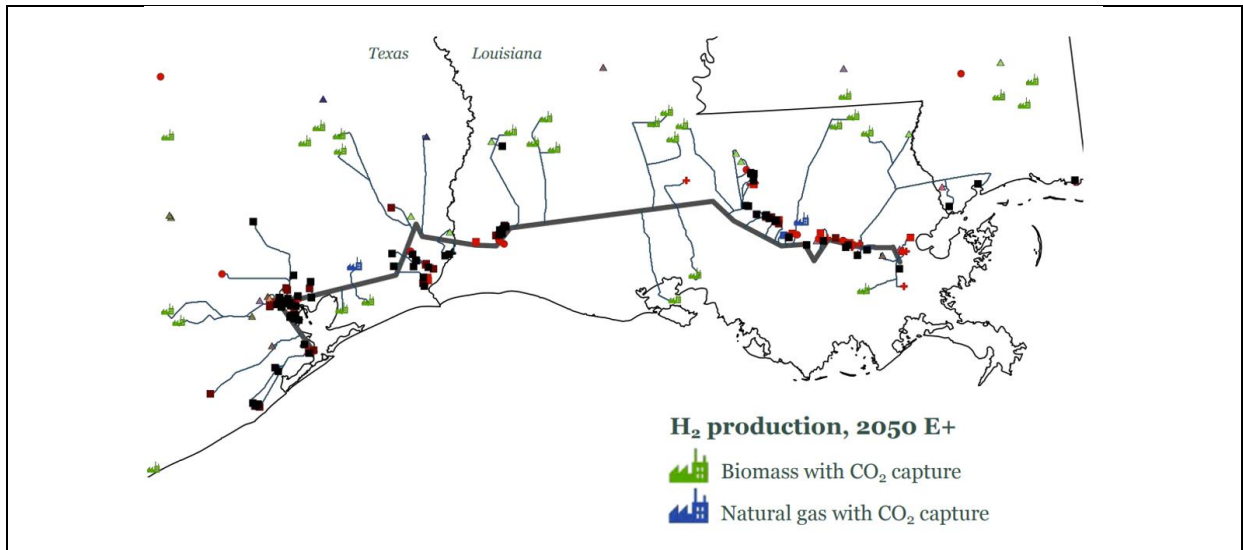 Texas
Louisiana
H₂ production, 2050 E+
Biomass with CO₂ capture
Natural gas with CO₂ capture